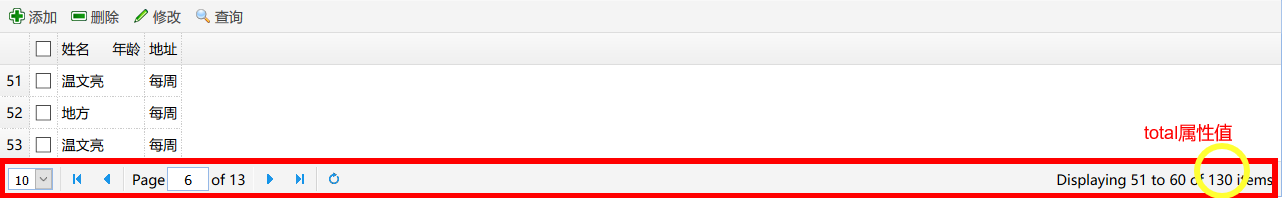 添加 删除 修改 查询
姓名 年龄 地址
51 温文亮 每周
52 地方 每周
53 温文亮 每周
total属性值
10 Page 6 of 13 Displaying 51 to 60 of 130 items